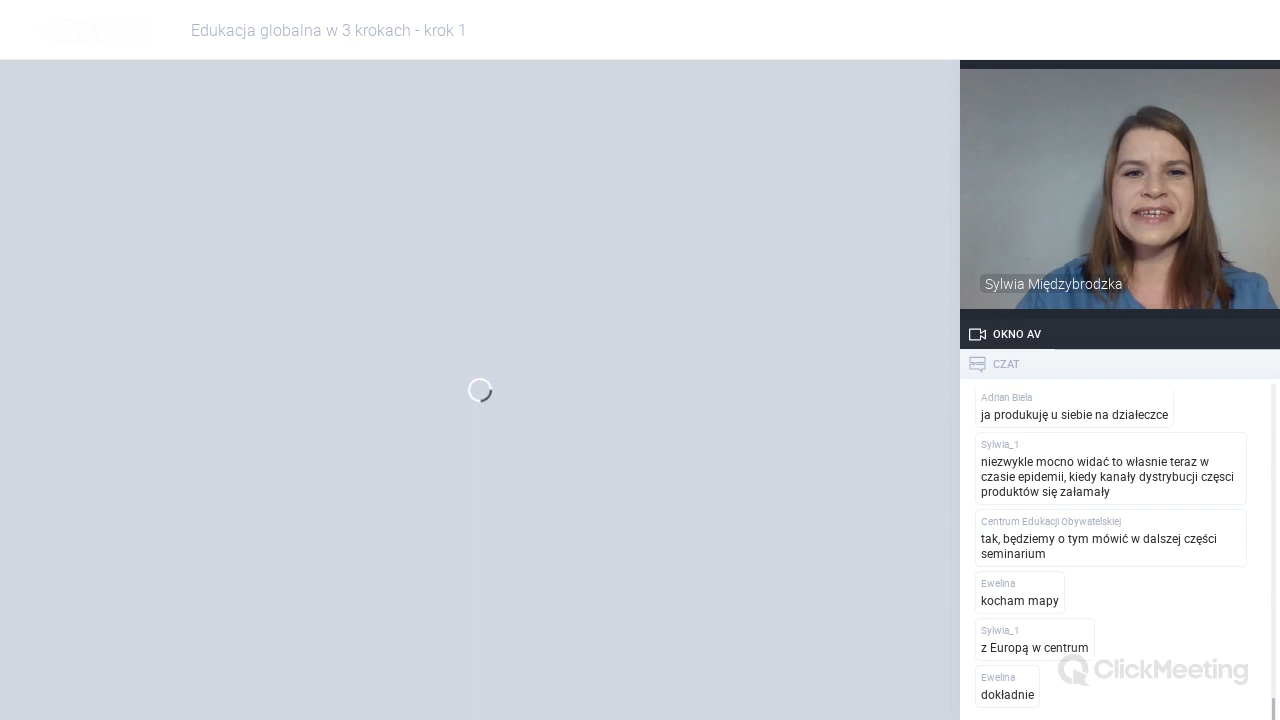 Edukacja globalna w 3 krokach - krok 1
Sylwia Międzybrodzka
OKNO AV
CZAT
Adrian Biela
ja produkuję u siebie na działeczce
Sylwia_1
niezwykle mocno widać to własnie teraz w
czasie epidemii, kiedy kanały dystrybucji częsci
produktów się załamały
Centrum Edukacji Obywatelskiej
tak, będziemy o tym mówić w dalszej części
seminarium
Ewelina
kocham mapy
Sylwia_1
z Europą w centrum
ClickMeeting
Ewelina
dokładnie